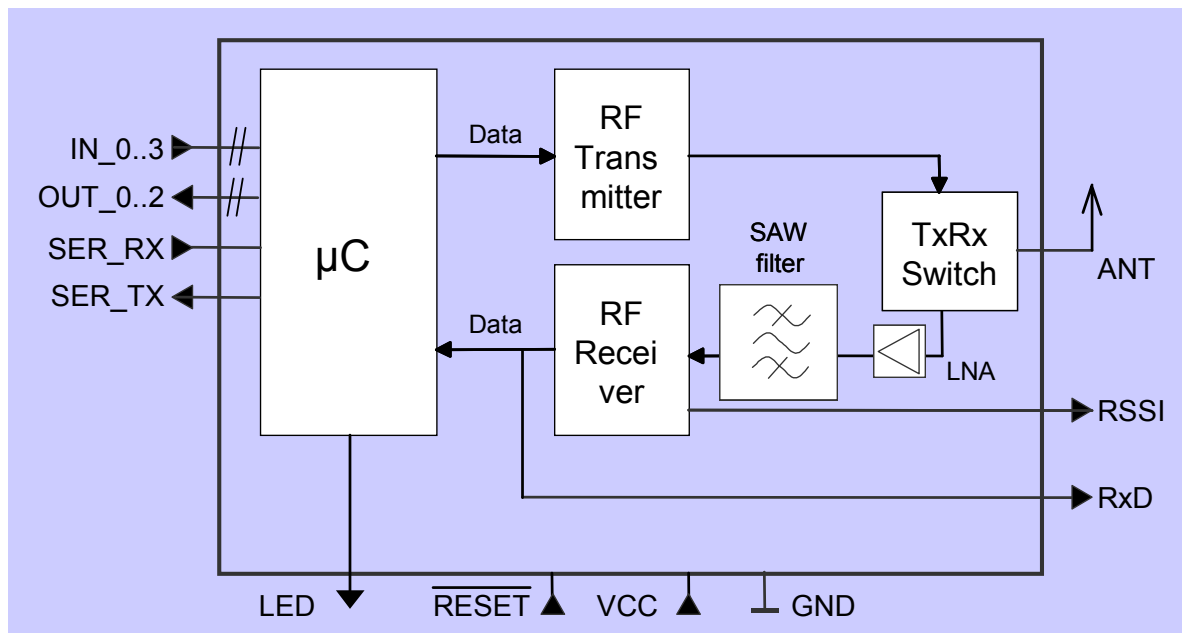 IN_0..3
OUT_0..2
SER_RX
SER_TX
µC
Data
RF
Trans
mitter
SAW
filter
TxRx
Switch
ANT
Data
RF
Recei
ver
LNA
RSSI
RxD
LED
RESET
VCC
GND